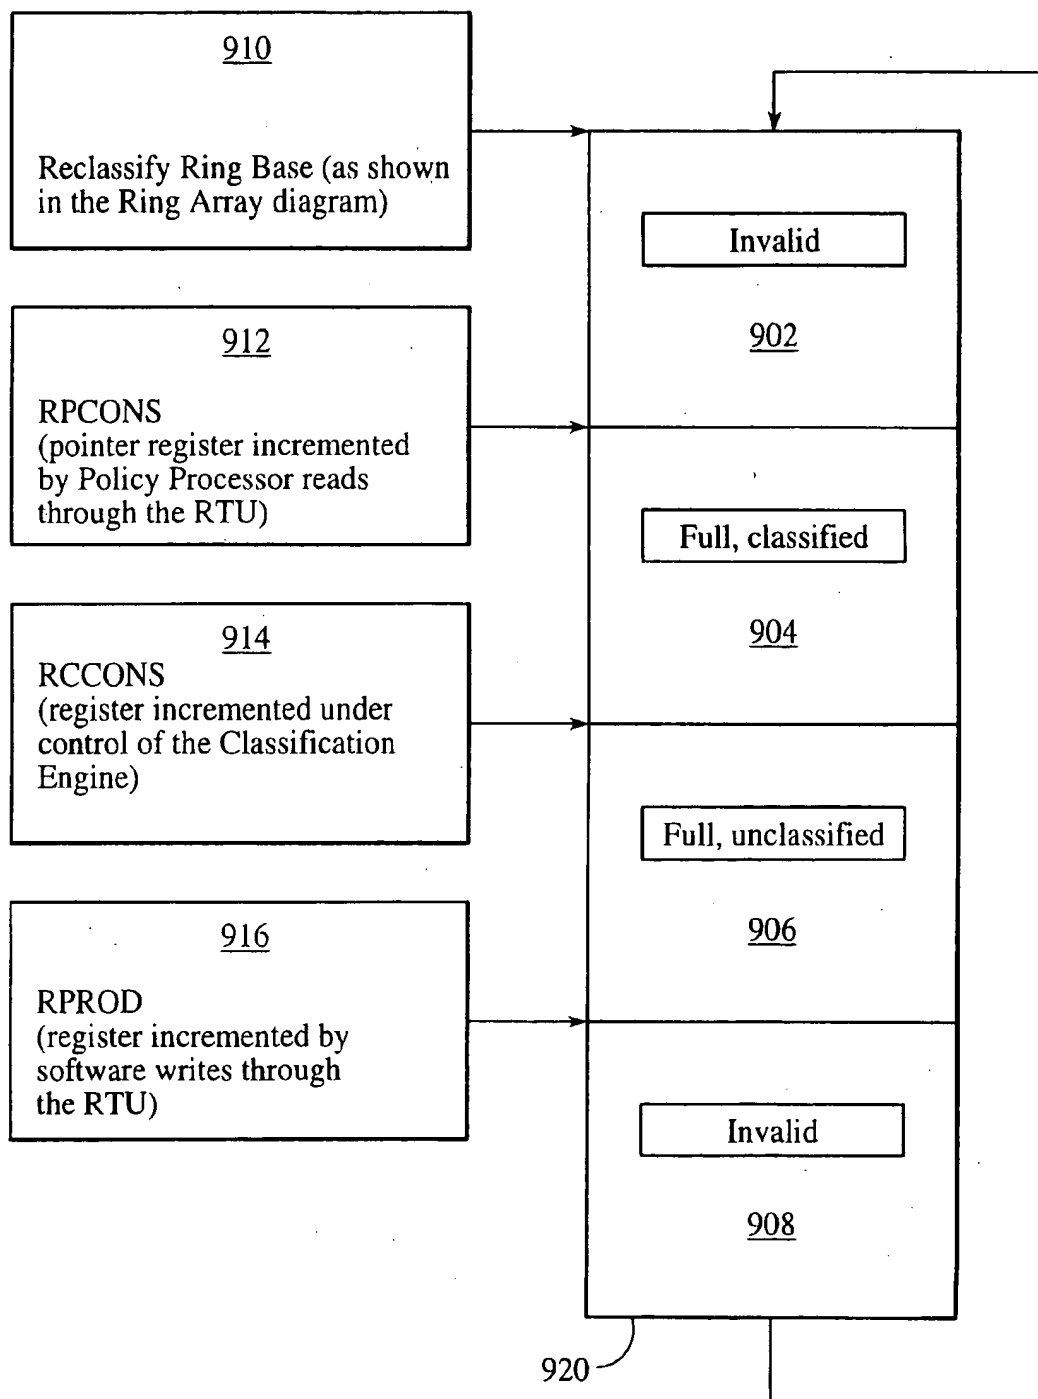 910
Reclassify Ring Base (as shown
in the Ring Array diagram)
Invalid
902
912
RPCONS
(pointer register incremented
by Policy Processor reads
through the RTU)
Full, classified
904
914
RCCONS
(register incremented under
control of the Classification
Engine)
Full, unclassified
906
916
RPROD
(register incremented by
software writes through
the RTU)
Invalid
908
920